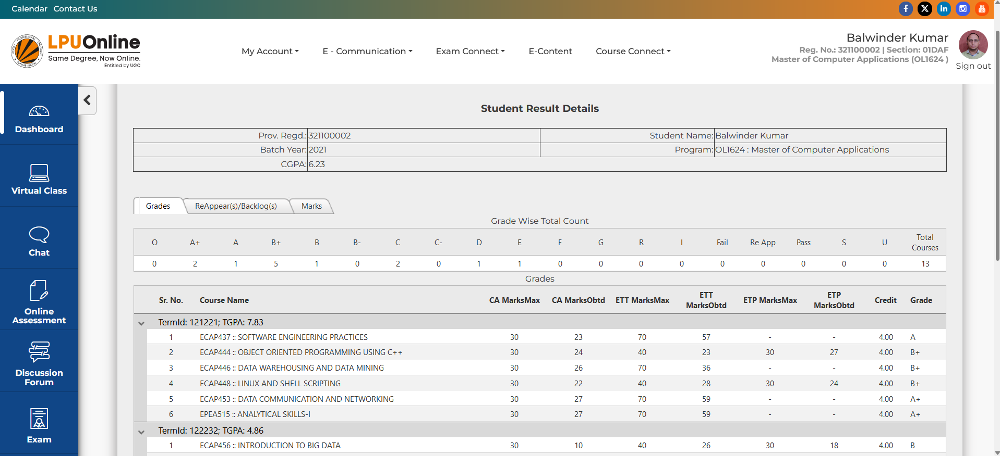 Calendar Contact Us
LOVELY PROFESSIONAL UNIVERSITY
PUNJAB (INDIA)
LPUOnline
Same Degree, Now Online.
Entitled by UGC
My Account
E - Communication
Exam Connect
E-Content
Course Connect
Balwinder Kumar
Reg. No.: 321100002 | Section: 01DAF
Master of Computer Applications (OL1624 )
Sign out
Dashboard
Virtual Class
Chat
Online
Assessment
Discussion
Forum
Exam
Student Result Details
Prov. Regd.: 321100002 Student Name: Balwinder Kumar
Batch Year: 2021 Program: OL1624 : Master of Computer Applications
CGPA: 6.23
Grades ReAppear(s)/Backlog(s) Marks
Grade Wise Total Count
O A+ A B+ B B- C C- D E F G R I Fail Re App Pass S U Total Courses
0 2 1 5 1 0 2 0 1 1 0 0 0 0 0 0 0 0 0 13
Grades
Sr. No. Course Name CA MarksMax CA MarksObtd ETT MarksMax ETT MarksObtd ETP MarksMax ETP MarksObtd Credit Grade
TermId: 121221; TGPA: 7.83
1 ECAP437 :: SOFTWARE ENGINEERING PRACTICES 30 23 70 57 - - 4.00 A
2 ECAP444 :: OBJECT ORIENTED PROGRAMMING USING C++ 30 24 40 23 30 27 4.00 B+
3 ECAP446 :: DATA WAREHOUSING AND DATA MINING 30 26 70 36 - - 4.00 B+
4 ECAP448 :: LINUX AND SHELL SCRIPTING 30 22 40 28 30 24 4.00 B+
5 ECAP453 :: DATA COMMUNICATION AND NETWORKING 30 27 70 59 - - 4.00 A+
6 EPEA515 :: ANALYTICAL SKILLS-I 30 27 70 59 - - 4.00 A+
TermId: 122232; TGPA: 4.86
1 ECAP456 :: INTRODUCTION TO BIG DATA 30 10 40 26 30 18 4.00 B